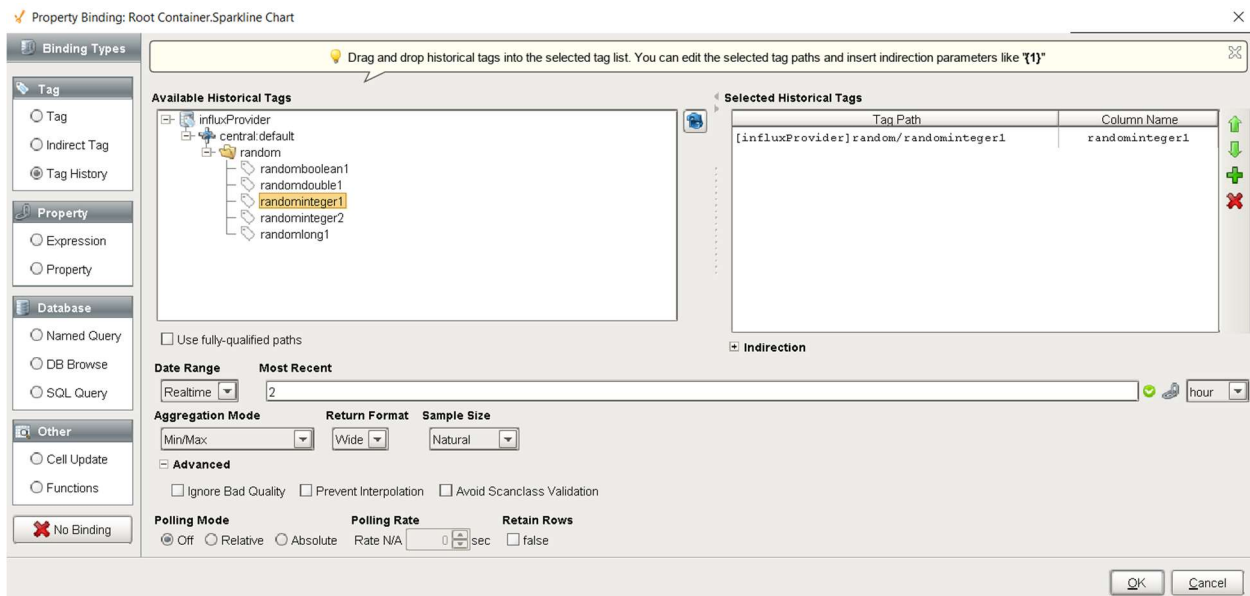 Property Binding: Root Container.Sparkline Chart
Binding Types
Drag and drop historical tags into the selected tag list. You can edit the selected tag paths and insert indirection parameters like "{1}"
Tag
Tag
Indirect Tag
Tag History
Property
Expression
Property
Database
Named Query
DB Browse
SQL Query
Other
Cell Update
Functions
No Binding
Available Historical Tags
influxProvider
central:default
random
randomboolean1
randomdouble1
randominteger1
randominteger2
randomlong1
Selected Historical Tags
Tag Path Column Name
[influxProvider]random/randominteger1 randominteger1
Use fully-qualified paths
Indirection
Date Range Most Recent
Realtime 2 hour
Aggregation Mode Return Format Sample Size
Min/Max Wide Natural
Advanced
Ignore Bad Quality Prevent Interpolation Avoid Scanclass Validation
Polling Mode Polling Rate Retain Rows
Off Relative Absolute Rate N/A 0 sec false
OK Cancel